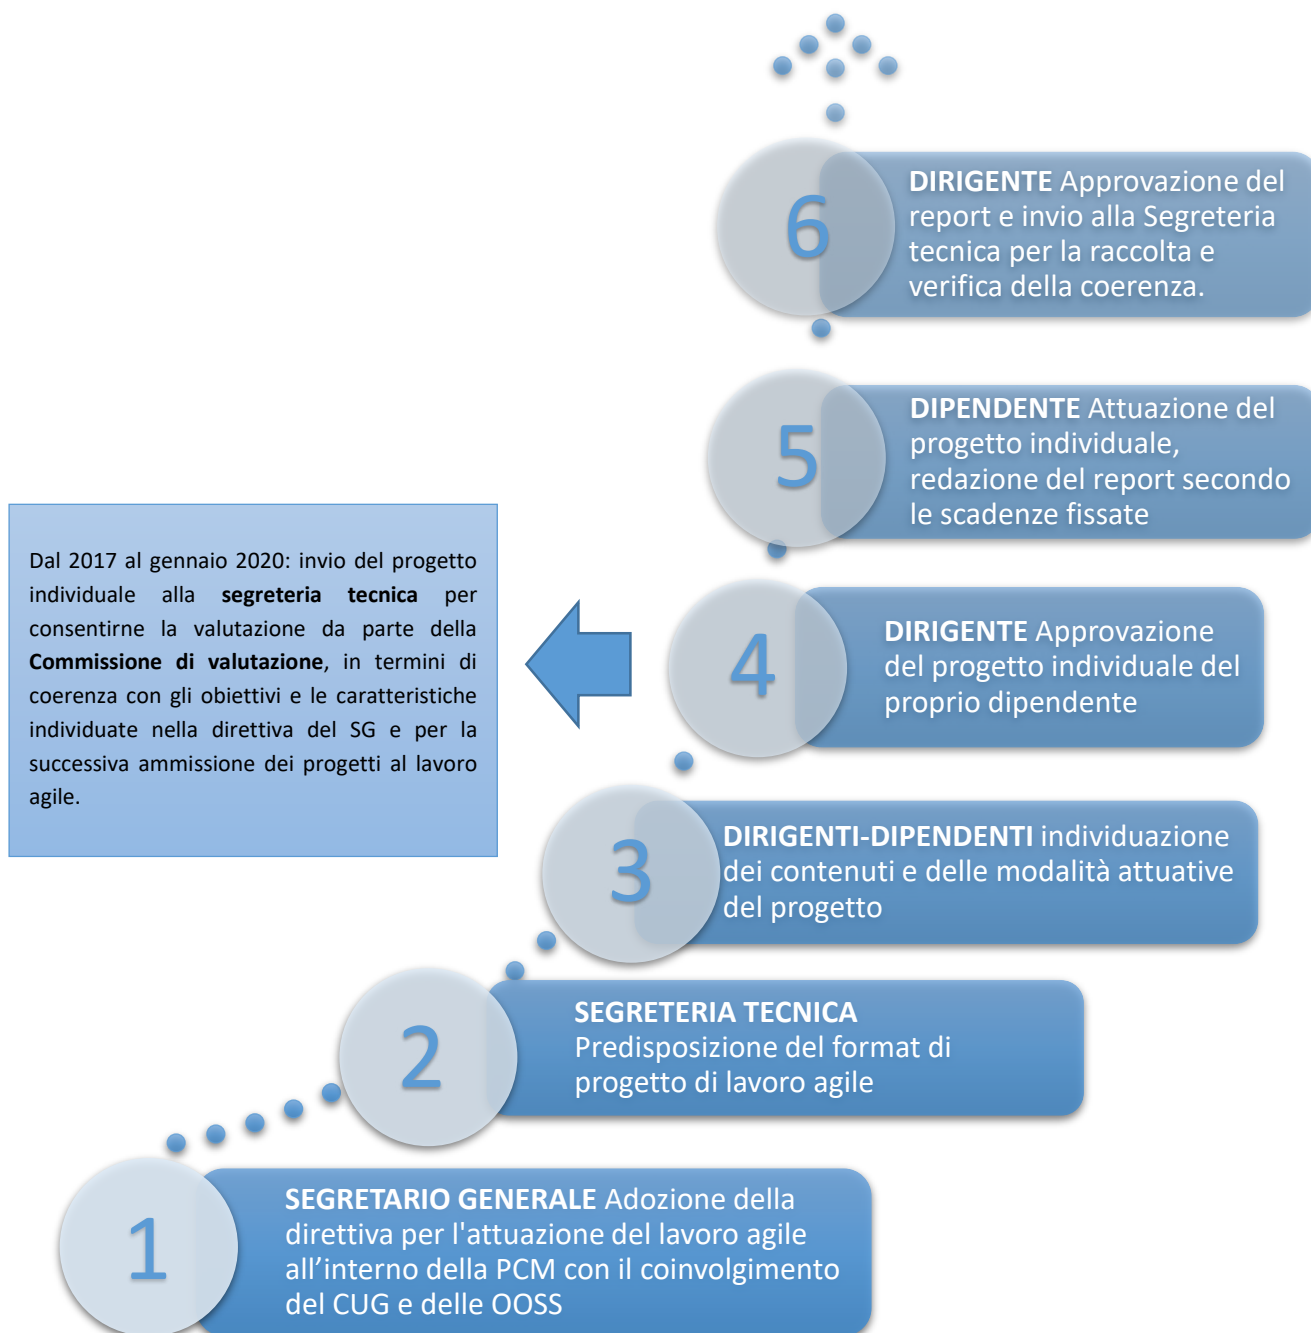 6
DIRIGENTE Approvazione del
report e invio alla Segreteria
tecnica per la raccolta e
verifica della coerenza.
5
DIPENDENTE Attuazione del
progetto individuale,
redazione del report secondo
le scadenze fissate
Dal 2017 al gennaio 2020: invio del progetto
individuale alla segreteria tecnica per
consentirne la valutazione da parte della
Commissione di valutazione, in termini di
coerenza con gli obiettivi e le caratteristiche
individuate nella direttiva del SG e per la
successiva ammissione dei progetti al lavoro
agile.
4
DIRIGENTE Approvazione
del progetto individuale del
proprio dipendente
3
DIRIGENTI-DIPENDENTI individuazione
dei contenuti e delle modalità attuative
del progetto
2
SEGRETERIA TECNICA
Predisposizione del format di
progetto di lavoro agile
1
SEGRETARIO GENERALE Adozione della
direttiva per l'attuazione del lavoro agile
all’interno della PCM con il coinvolgimento
del CUG e delle OOSS